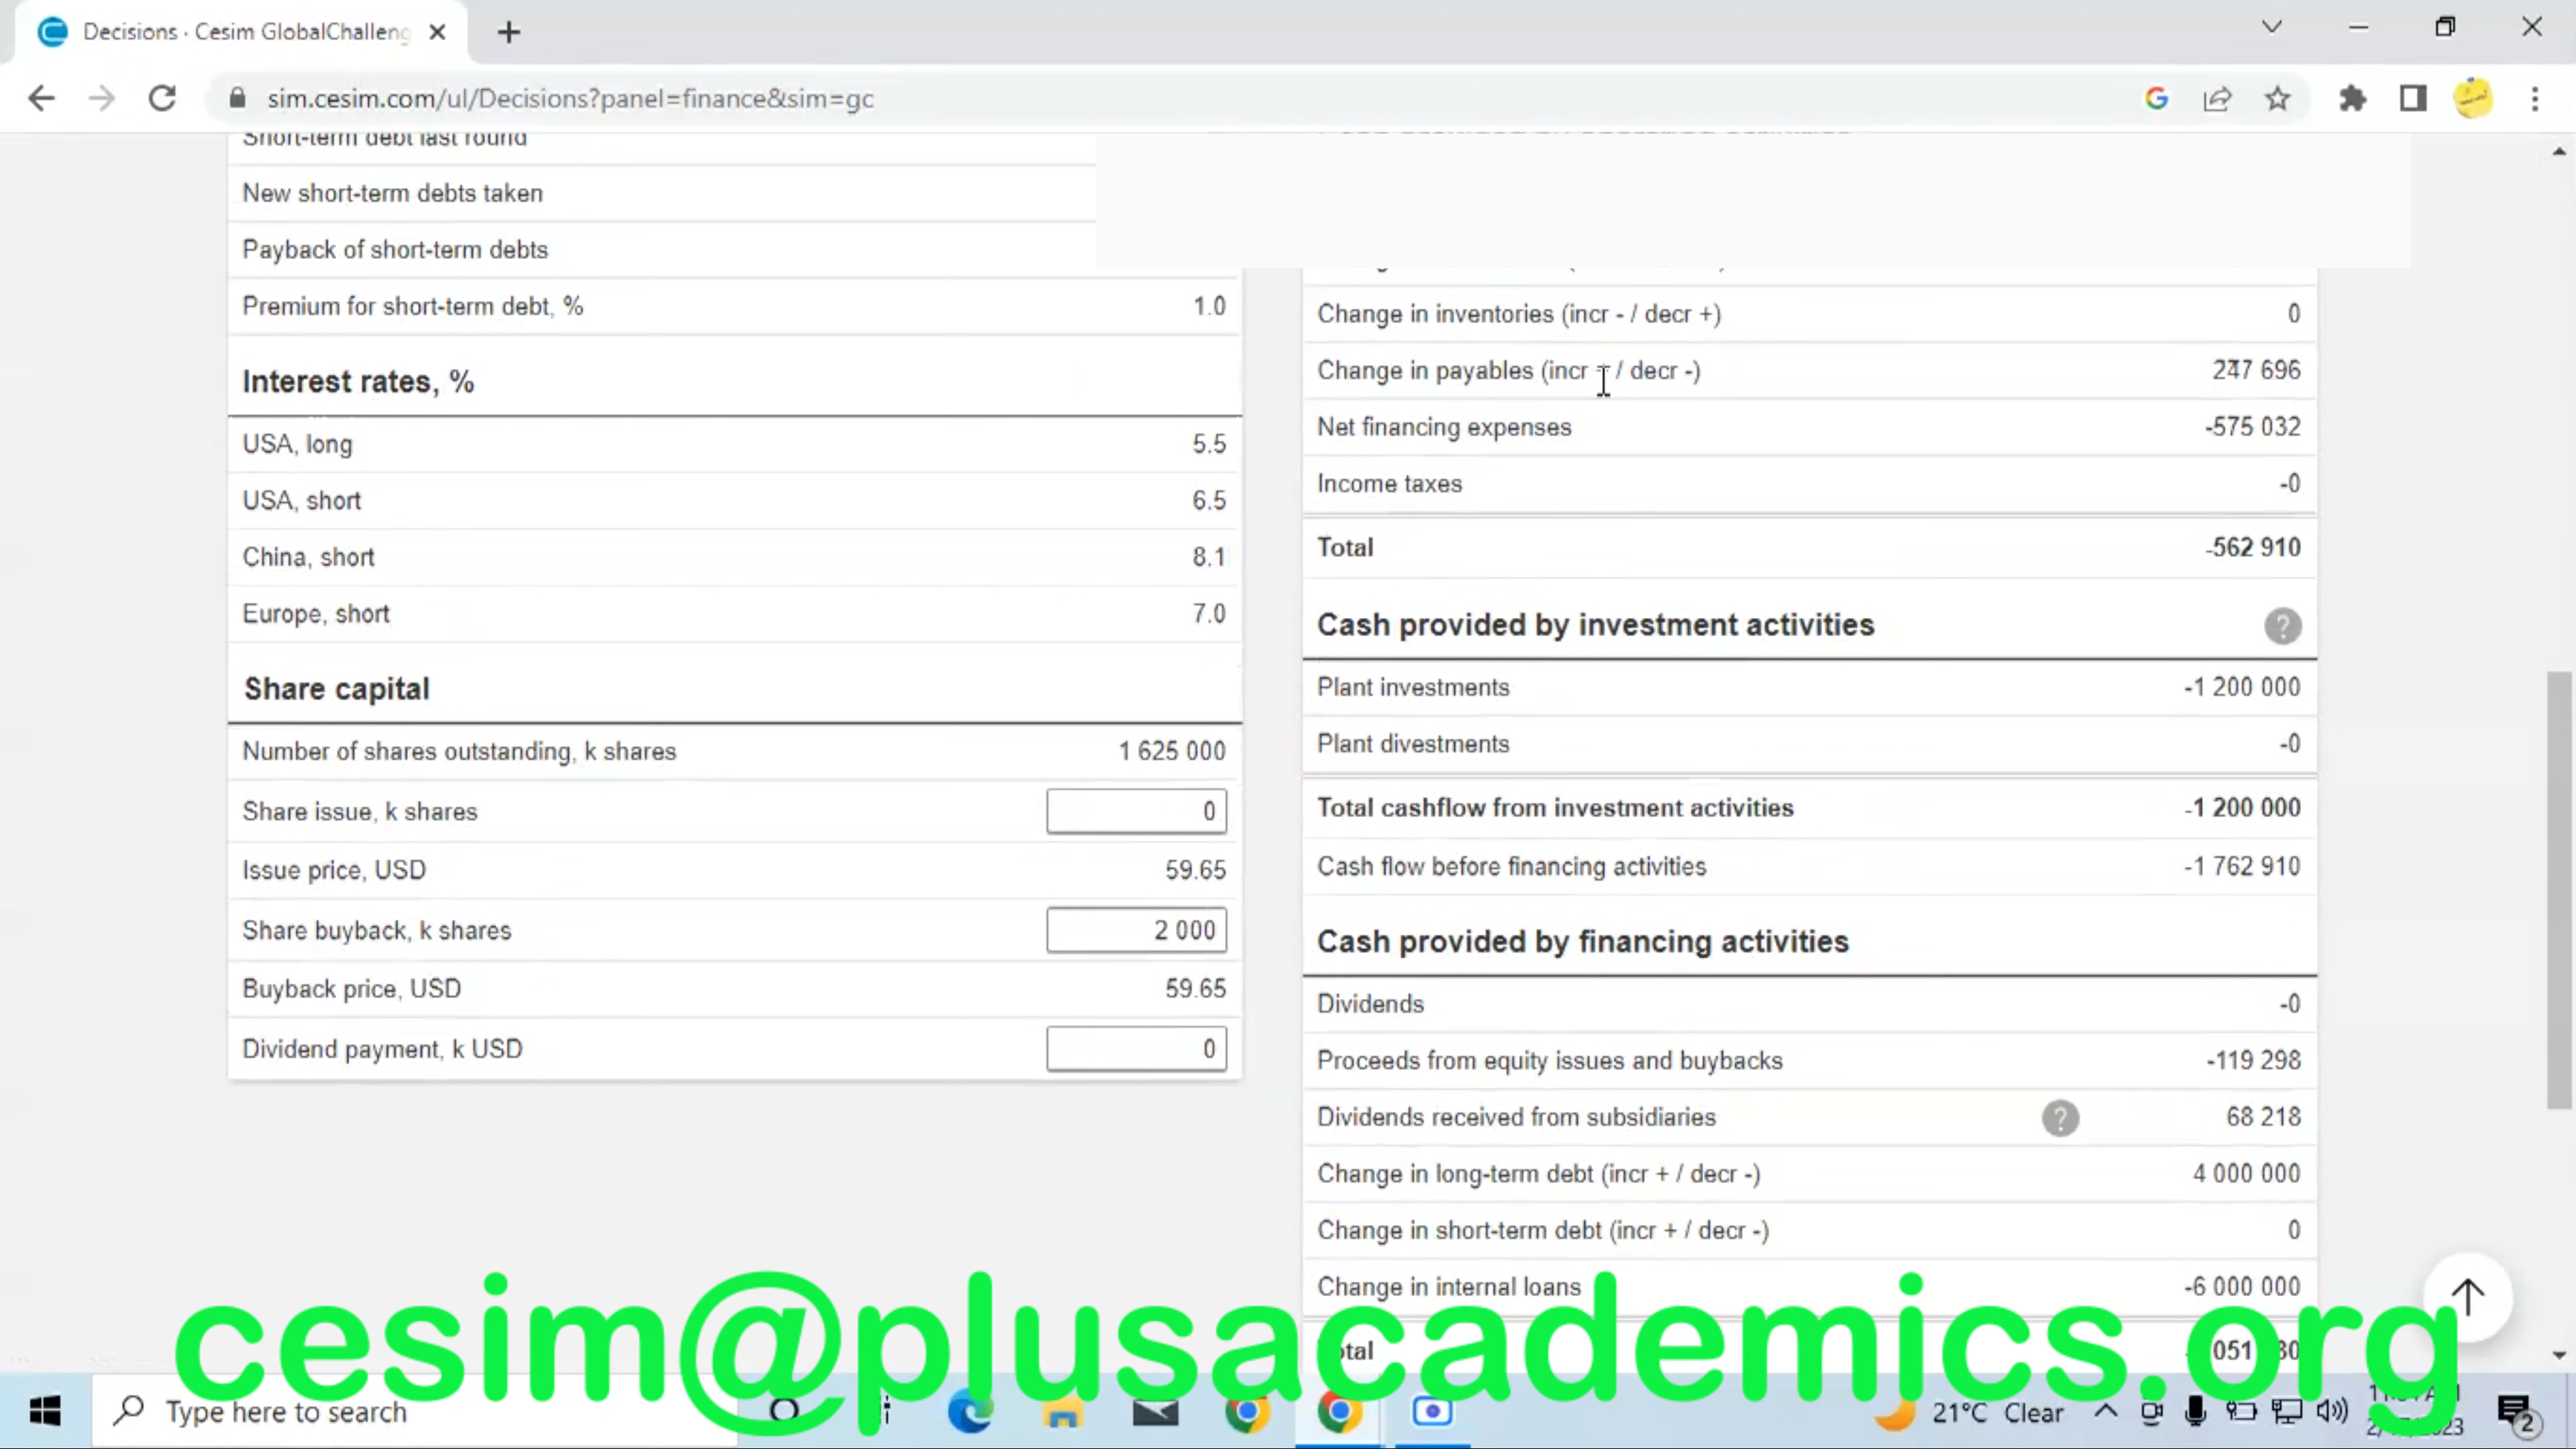 Decisions · Cesim GlobalChalleng
sim.cesim.com/ul/Decisions?panel=finance&sim=gc
Short-term debt last round
New short-term debts taken
Payback of short-term debts
Premium for short-term debt, % 1.0
Interest rates, %
USA, long 5.5
USA, short 6.5
China, short 8.1
Europe, short 7.0
Share capital
Number of shares outstanding, k shares 1 625 000
Share issue, k shares 0
Issue price, USD 59.65
Share buyback, k shares 2 000
Buyback price, USD 59.65
Dividend payment, k USD 0
Change in inventories (incr - / decr +) 0
Change in payables (incr + / decr -) 247 696
Net financing expenses -575 032
Income taxes -0
Total -562 910
Cash provided by investment activities ?
Plant investments -1 200 000
Plant divestments -0
Total cashflow from investment activities -1 200 000
Cash flow before financing activities -1 762 910
Cash provided by financing activities
Dividends -0
Proceeds from equity issues and buybacks -119 298
Dividends received from subsidiaries ? 68 218
Change in long-term debt (incr + / decr -) 4 000 000
Change in short-term debt (incr + / decr -) 0
Change in internal loans -6 000 000
cesim@plusacademics.org
Type here to search
21°C Clear
2